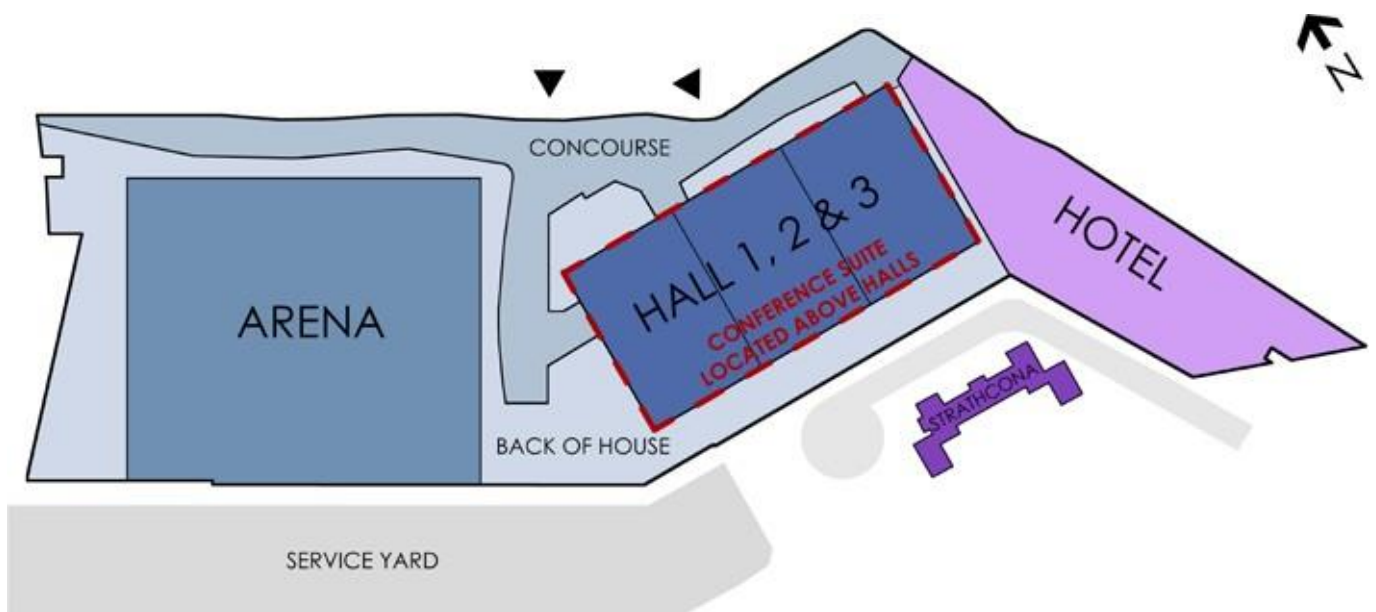 N
CONCOURSE
HALL 1, 2 & 3
CONFERENCE SUITE
LOCATED ABOVE HALLS
HOTEL
ARENA
STRATHCONA
BACK OF HOUSE
SERVICE YARD